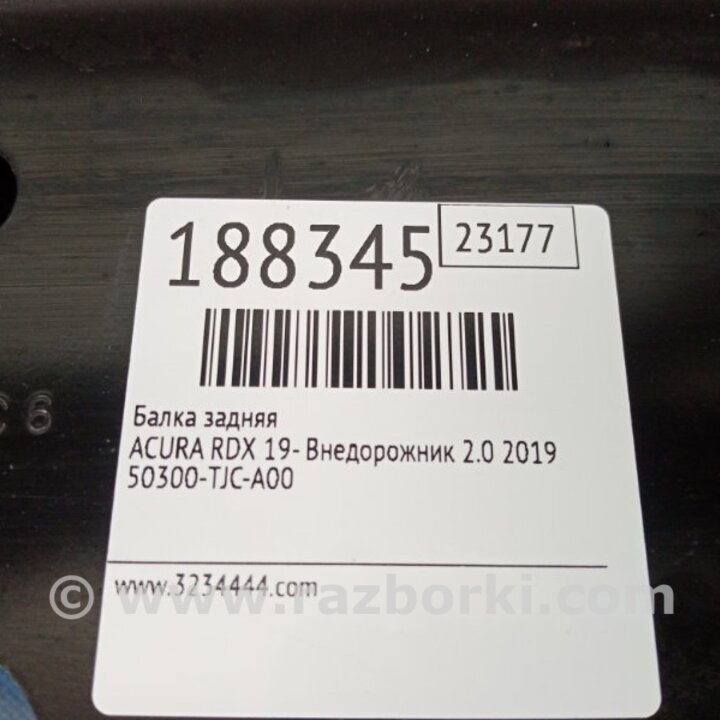 188345
23177
Балка задняя
ACURA RDX 19- Внедорожник 2.0 2019
50300-TJC-A00
www.3234444.com
© www.razborki.com